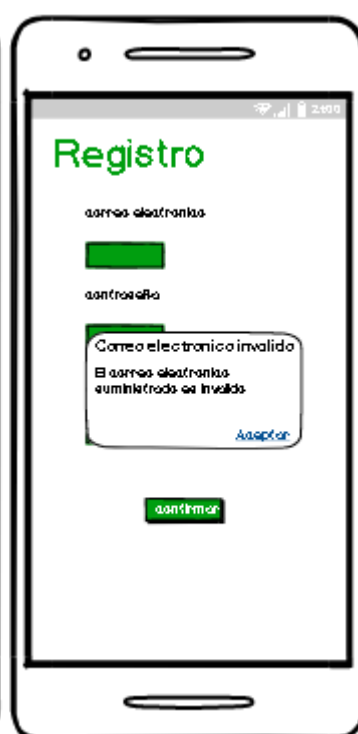 Registro
correo electronico
contraseña
Correo electronico invalido
El correo electronico
suministrado es invalido
Aceptar
confirmar